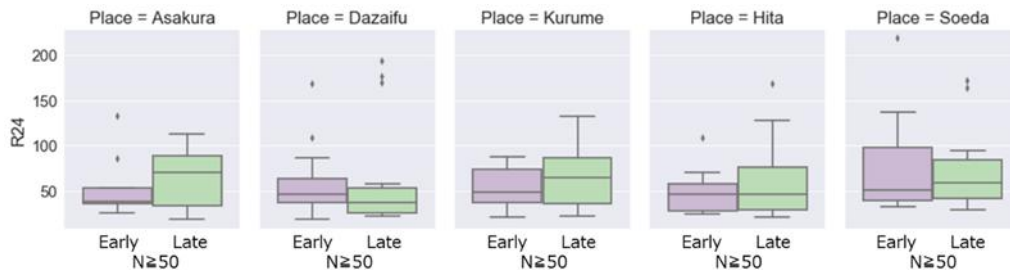 Place = Asakura Place = Dazaifu Place = Kurume Place = Hita Place = Soeda
200
150
100
50
R24
Early Late Early Late Early Late Early Late Early Late
N≧50 N≧50 N≧50 N≧50 N≧50